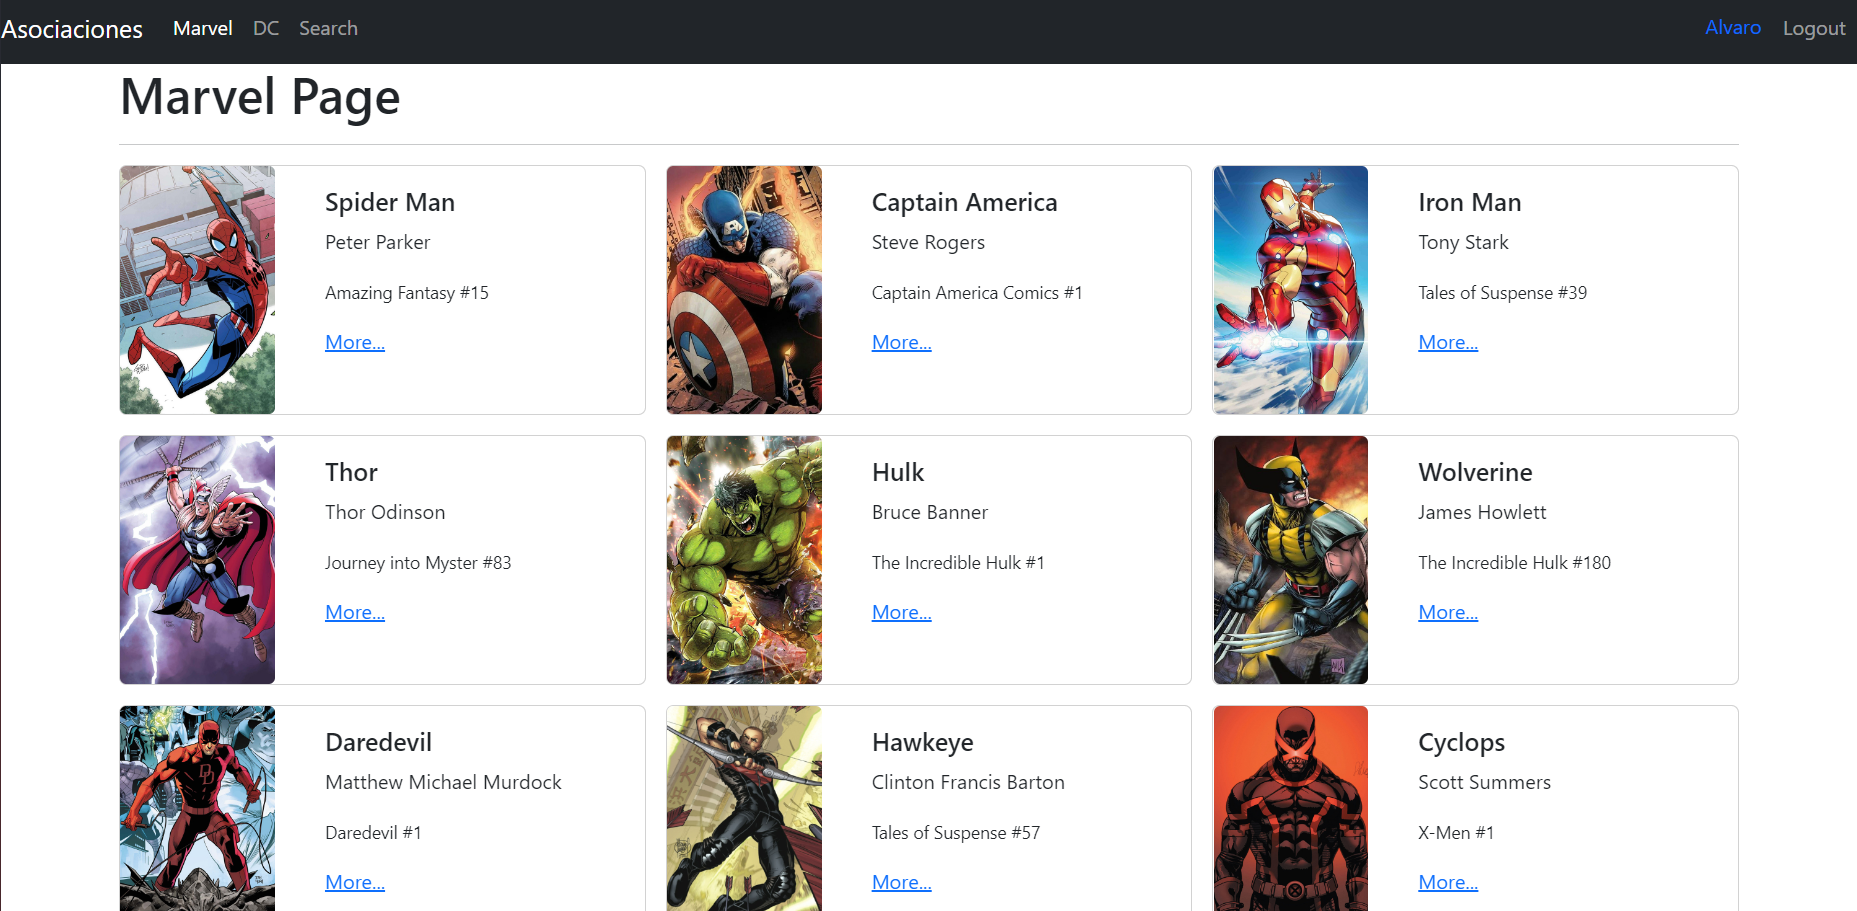 Asociaciones Marvel DC Search Alvaro Logout
Marvel Page
Spider Man
Peter Parker
Amazing Fantasy #15
More...
Captain America
Steve Rogers
Captain America Comics #1
More...
Iron Man
Tony Stark
Tales of Suspense #39
More...
Thor
Thor Odinson
Journey into Myster #83
More...
Hulk
Bruce Banner
The Incredible Hulk #1
More...
Wolverine
James Howlett
The Incredible Hulk #180
More...
Daredevil
Matthew Michael Murdock
Daredevil #1
More...
Hawkeye
Clinton Francis Barton
Tales of Suspense #57
More...
Cyclops
Scott Summers
X-Men #1
More...